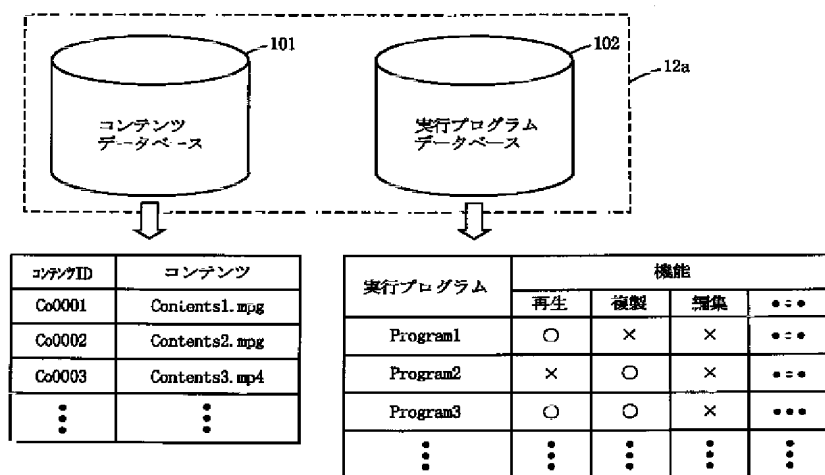 101
102
12a
コンテンツ
データベース
実行プログラム
データベース
コンテンツID コンテンツ
Co0001 Contents1.mpg
Co0002 Contents2.mpg
Co0003 Contents3.mp4
実行プログラム 機能
再生 複製 編集
Program1 ○ × ×
Program2 × ○ ×
Program3 ○ ○ ×